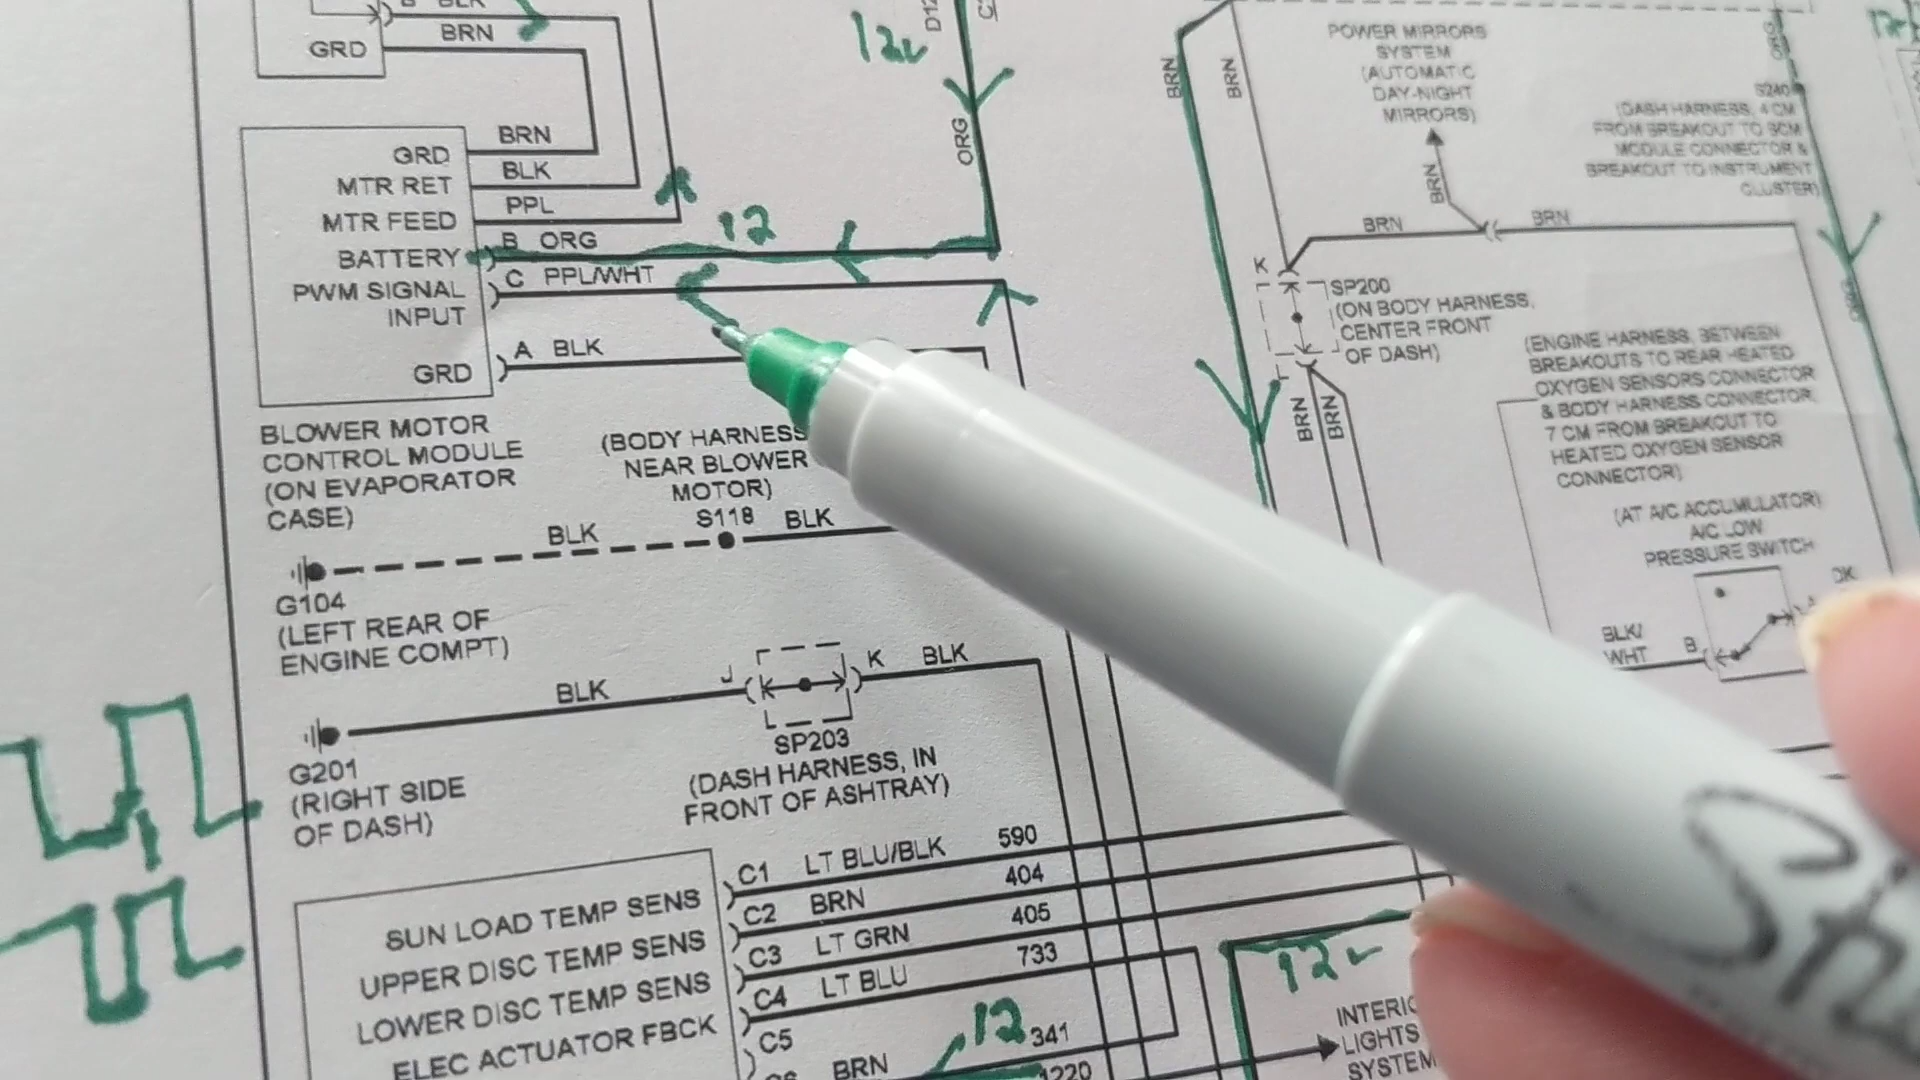 BLK
BRN
GRD
12v
ORG
BRN
BRN
POWER MIRRORS
SYSTEM
(AUTOMATIC
DAY-NIGHT
MIRRORS)
ORG
S240
(DASH HARNESS, 4 CM
FROM BREAKOUT TO BCM
MODULE CONNECTOR &
BREAKOUT TO INSTRUMENT
CLUSTER)
BRN
GRD
BLK
MTR RET
PPL
MTR FEED
B ORG
12
BATTERY
C PPL/WHT
PWM SIGNAL
INPUT
A BLK
GRD
BRN
BRN
BRN
K
SP200
(ON BODY HARNESS,
CENTER FRONT
OF DASH)
BRN
BRN
(ENGINE HARNESS, BETWEEN
BREAKOUTS TO REAR HEATED
OXYGEN SENSORS CONNECTOR
& BODY HARNESS CONNECTOR,
7 CM FROM BREAKOUT TO
HEATED OXYGEN SENSOR
CONNECTOR)
BLOWER MOTOR
CONTROL MODULE
(ON EVAPORATOR
CASE)
(BODY HARNESS
NEAR BLOWER
MOTOR)
S118
BLK
BLK
G104
(LEFT REAR OF
ENGINE COMPT)
(AT A/C ACCUMULATOR)
A/C LOW
PRESSURE SWITCH
DK
BLK/
WHT
B
J
K
BLK
BLK
SP203
(DASH HARNESS, IN
FRONT OF ASHTRAY)
G201
(RIGHT SIDE
OF DASH)
C1 LT BLU/BLK 590
SUN LOAD TEMP SENS
C2 BRN 404
UPPER DISC TEMP SENS
C3 LT GRN 405
LOWER DISC TEMP SENS
C4 LT BLU 733
ELEC ACTUATOR FBCK
C5
12
BRN 341
1220
12v
LIGHTS
SYSTEM